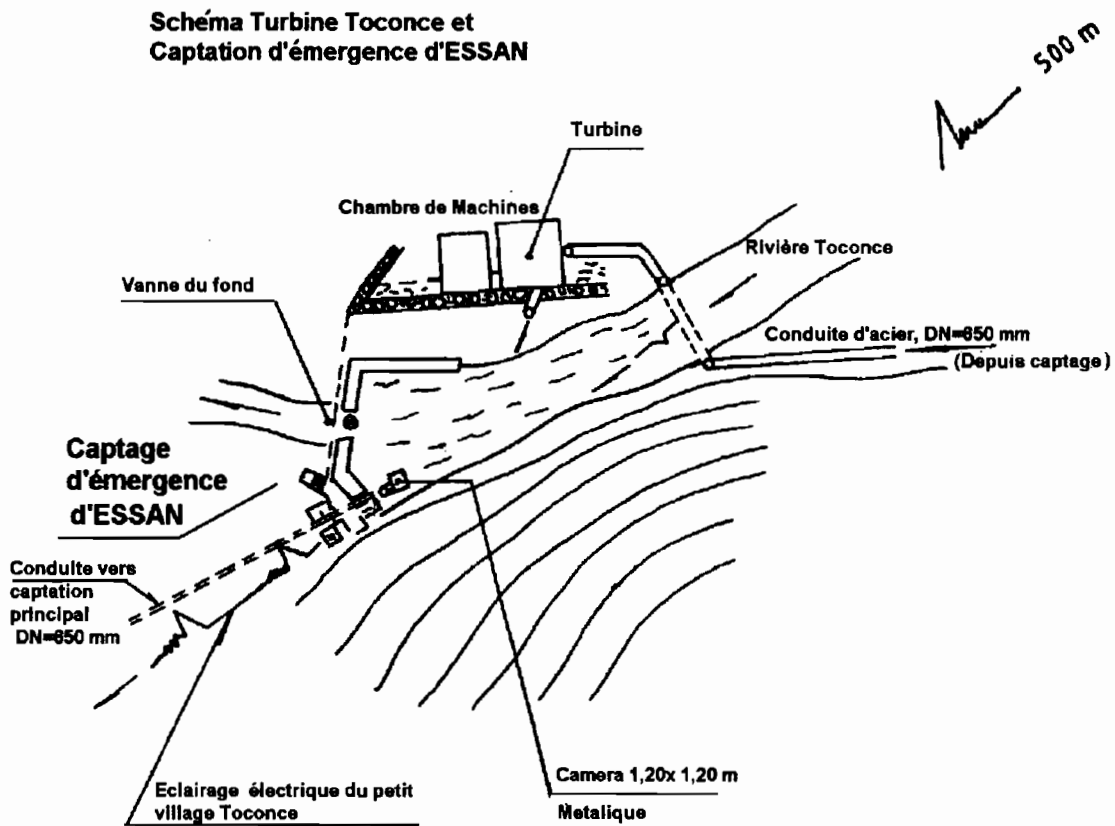 Schéma Turbine Toconce et
Captation d'émergence d'ESSAN
500 m
Turbine
Chambre de Machines
Rivière Toconce
Vanne du fond
Conduite d'acier, DN=650 mm
(Depuis captage)
Captage
d'émergence
d'ESSAN
Conduite vers
captation
principal
DN=650 mm
Camera 1,20x 1,20 m
Metalique
Eclairage électrique du petit
village Toconce